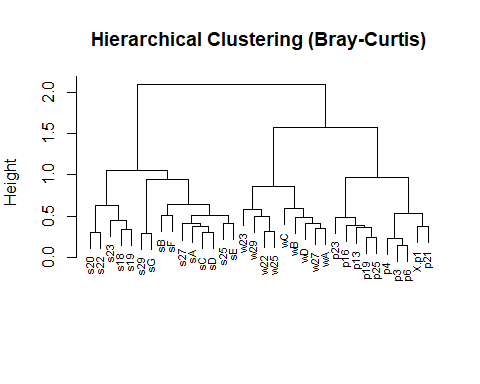 Hierarchical Clustering (Bray-Curtis)
Height
2.0
1.5
1.0
0.5
0.0
s20
s22
s23
s18
s19
s29
sG
sB
sF
s27
sA
sC
sD
s25
sE
w23
w29
w22
w25
wC
wB
wD
w27
wA
p23
p16
p13
p19
p25
p4
p3
p6
X.p1
p21